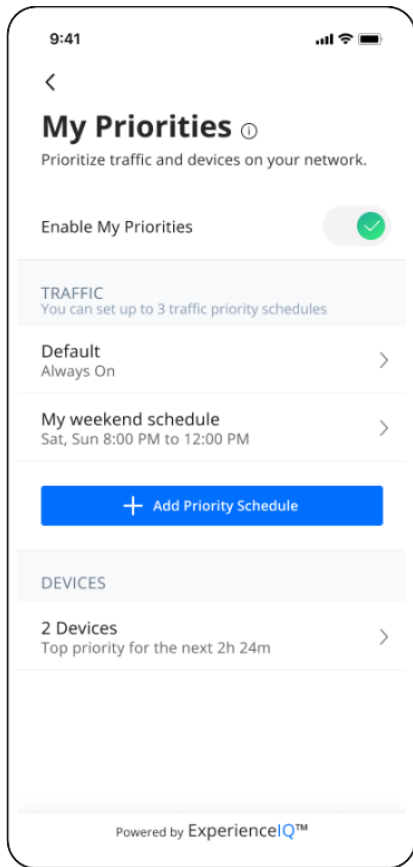 9:41
My Priorities
Prioritize traffic and devices on your network.
Enable My Priorities
TRAFFIC
You can set up to 3 traffic priority schedules
Default
Always On
My weekend schedule
Sat, Sun 8:00 PM to 12:00 PM
Add Priority Schedule
DEVICES
2 Devices
Top priority for the next 2h 24m
Powered by ExperienceIQ™